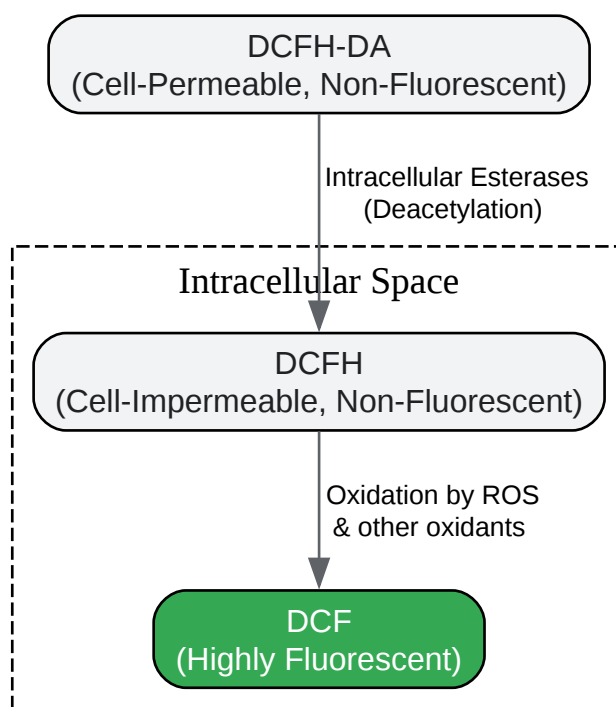 DCFH-DA
(Cell-Permeable, Non-Fluorescent)
Intracellular Esterases
(Deacetylation)
Intracellular Space
DCFH
(Cell-Impermeable, Non-Fluorescent)
Oxidation by ROS
& other oxidants
DCF
(Highly Fluorescent)